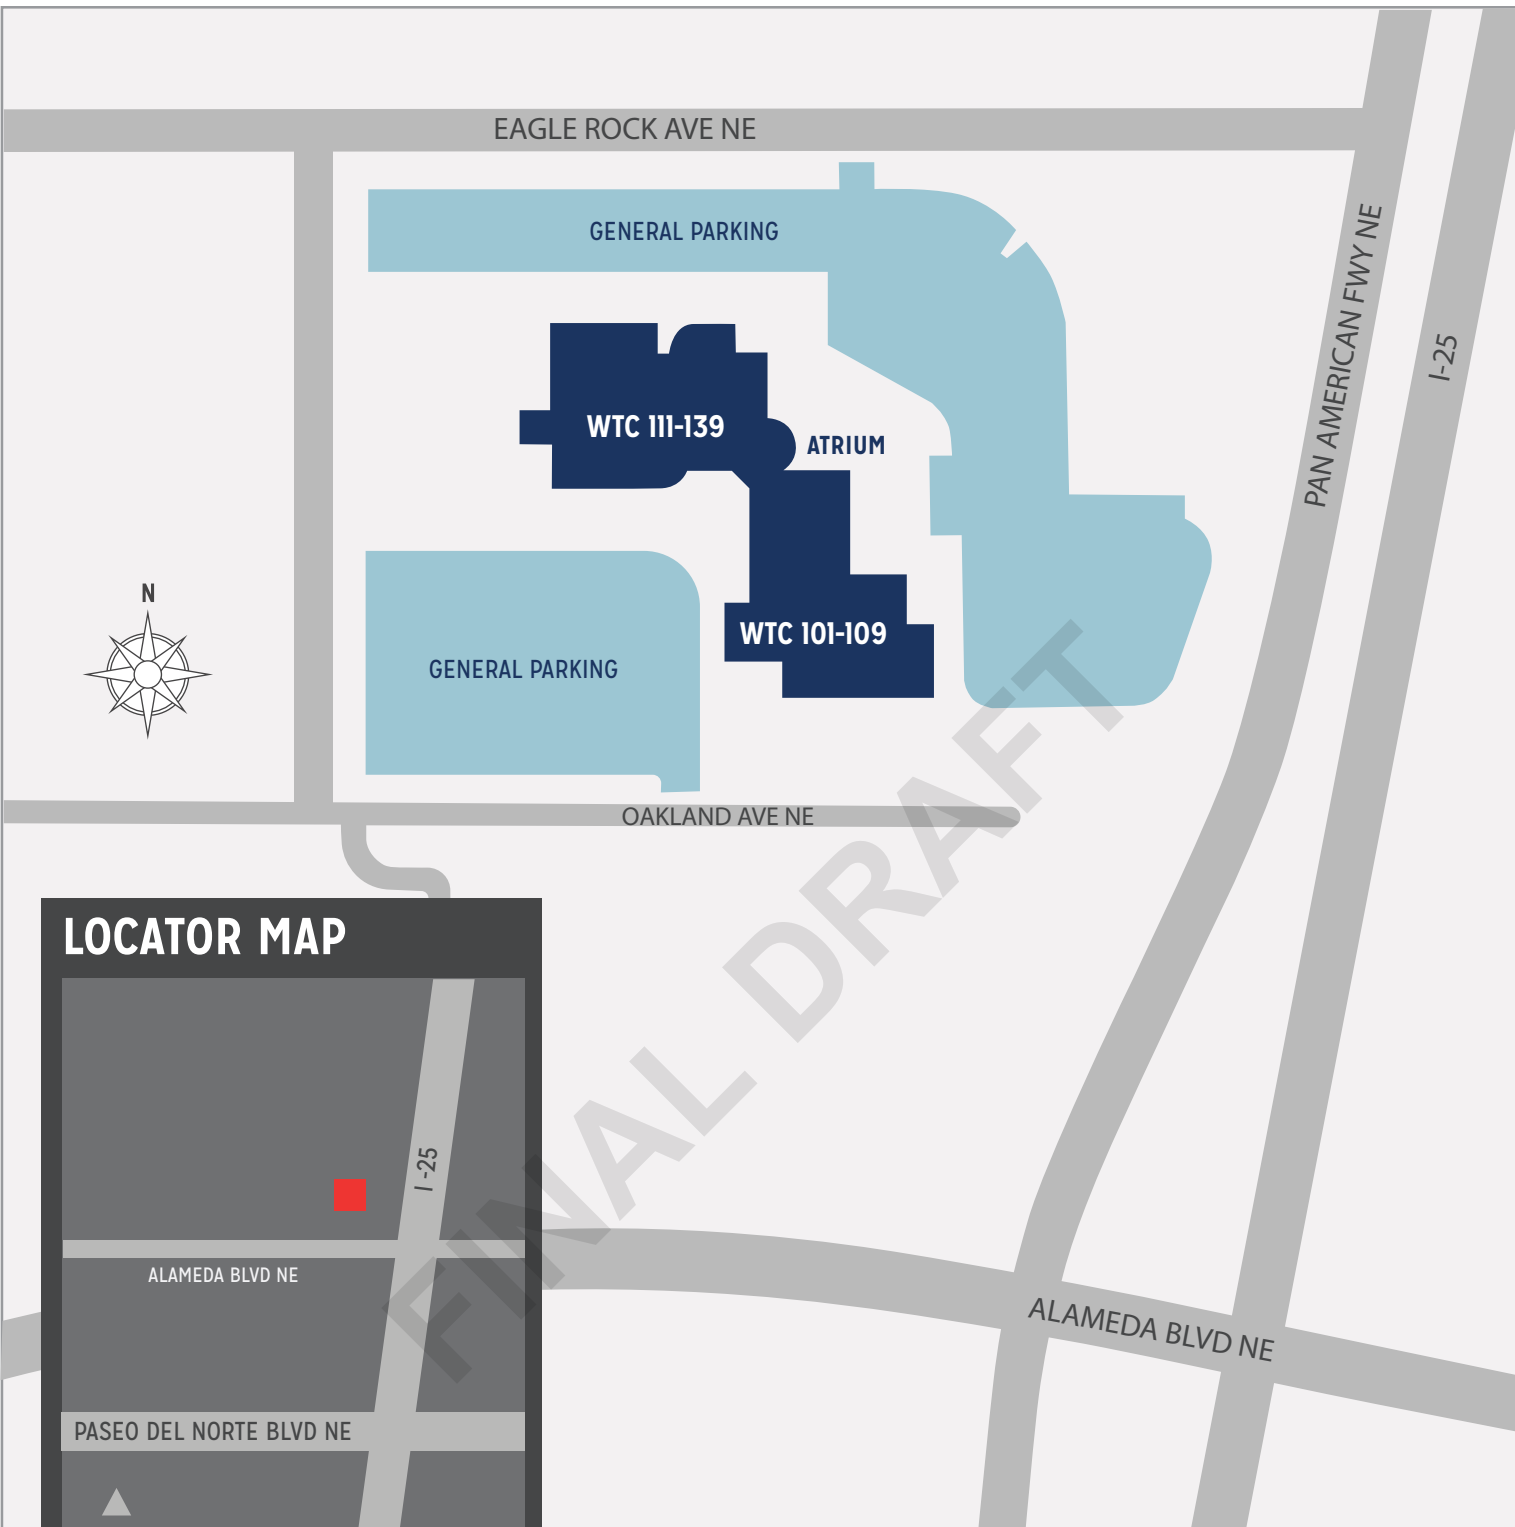 EAGLE ROCK AVE NE
GENERAL PARKING
PAN AMERICAN FWY NE
I-25
WTC 111-139
ATRIUM
N
GENERAL PARKING
WTC 101-109
OAKLAND AVE NE
LOCATOR MAP
I -25
ALAMEDA BLVD NE
PASEO DEL NORTE BLVD NE
ALAMEDA BLVD NE
FINAL DRAFT